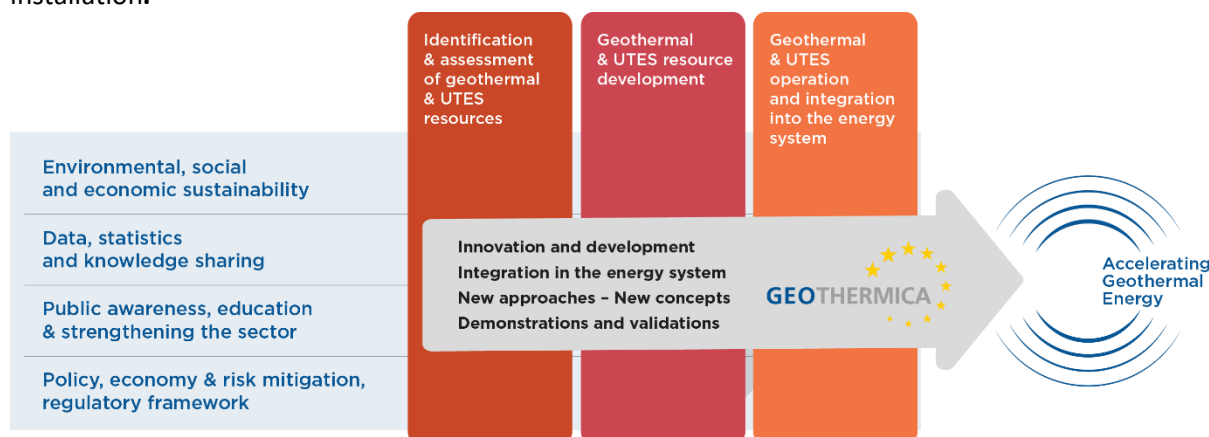 installation.
Identification
& assessment
of geothermal
& UTES
resources
Geothermal
& UTES resource
development
Geothermal
& UTES
operation
and integration
into the energy
system
Environmental, social
and economic sustainability
Data, statistics
and knowledge sharing
Public awareness, education
& strengthening the sector
Policy, economy & risk mitigation,
regulatory framework
Innovation and development
Integration in the energy system
New approaches – New concepts
Demonstrations and validations
GEOTHERMICA
Accelerating
Geothermal
Energy